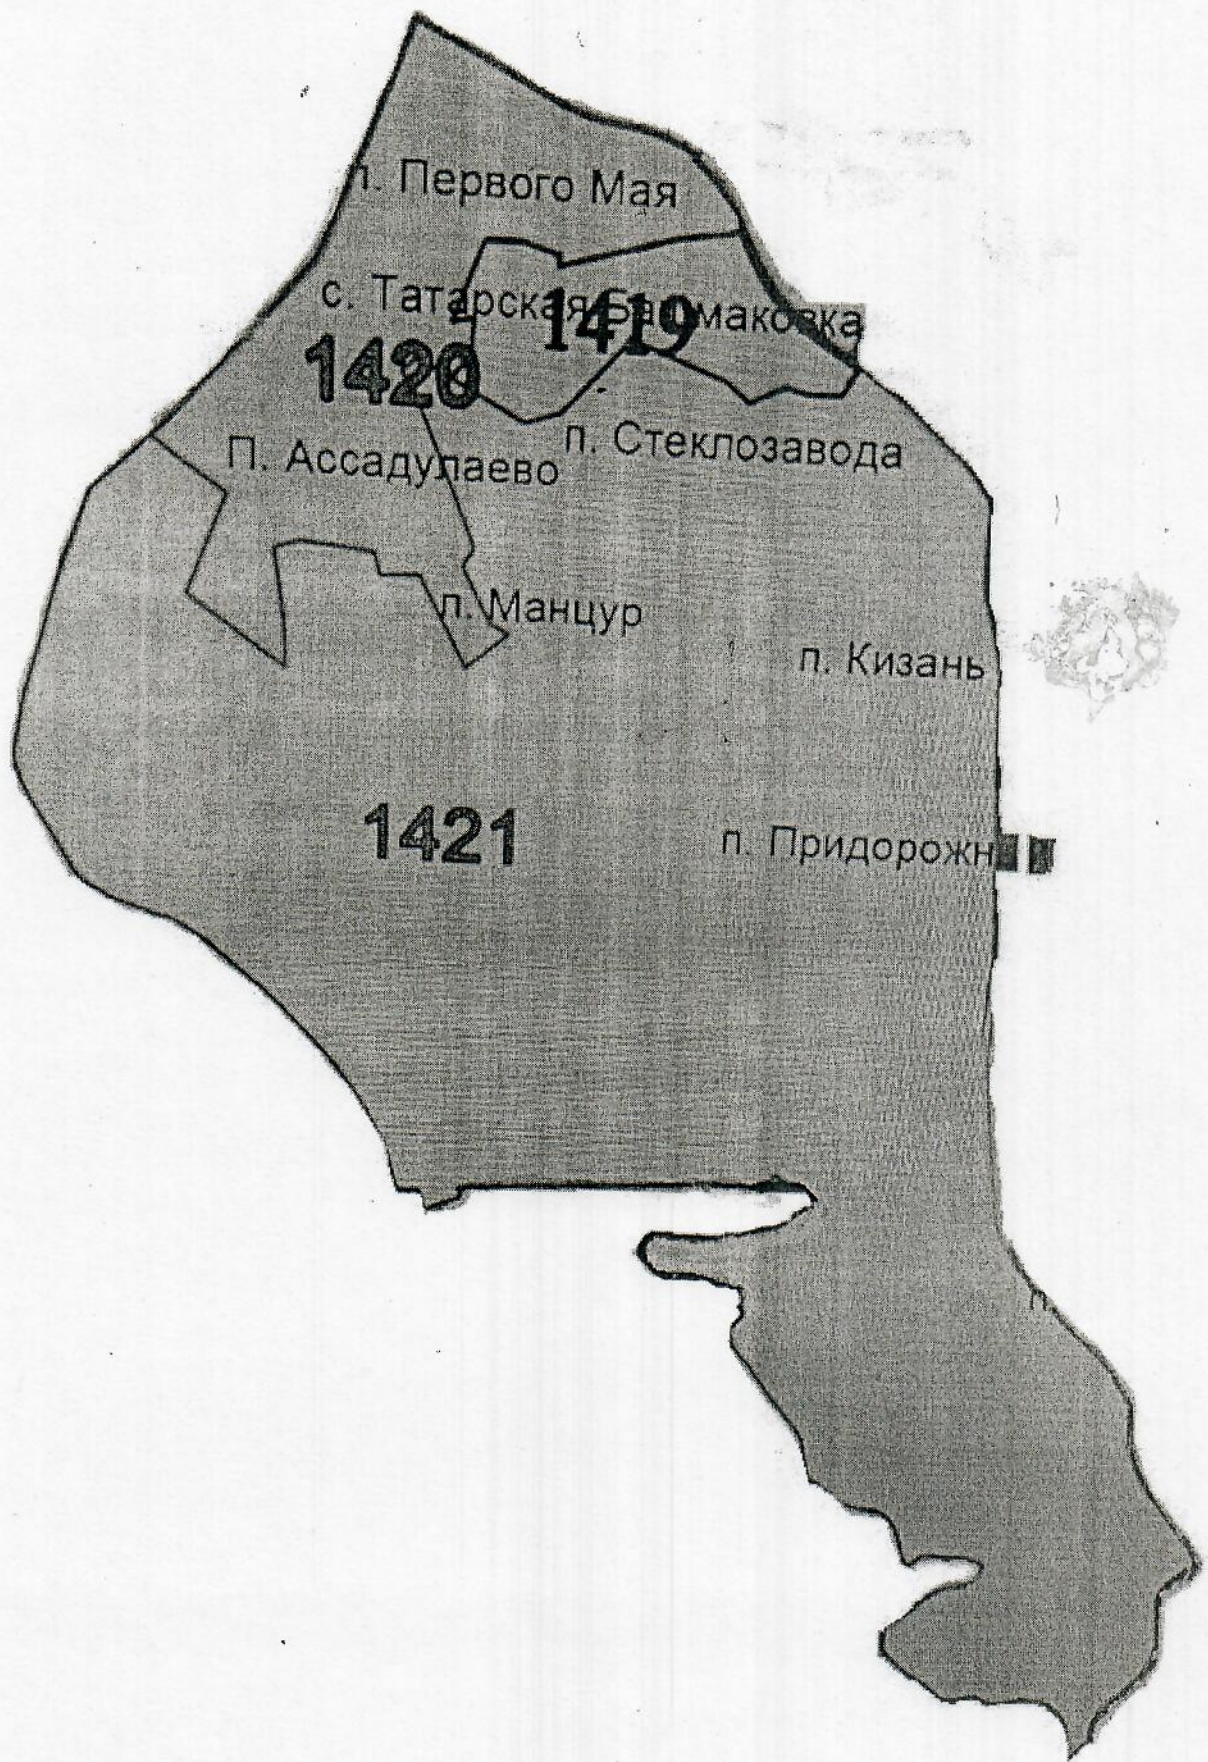 п. Первого Мая
с. Татарская Башмаковка
1419
1420
П. Ассадулаево
п. Стеклозавода
п. Манцур
п. Кизань
1421
п. Придорожн
п.